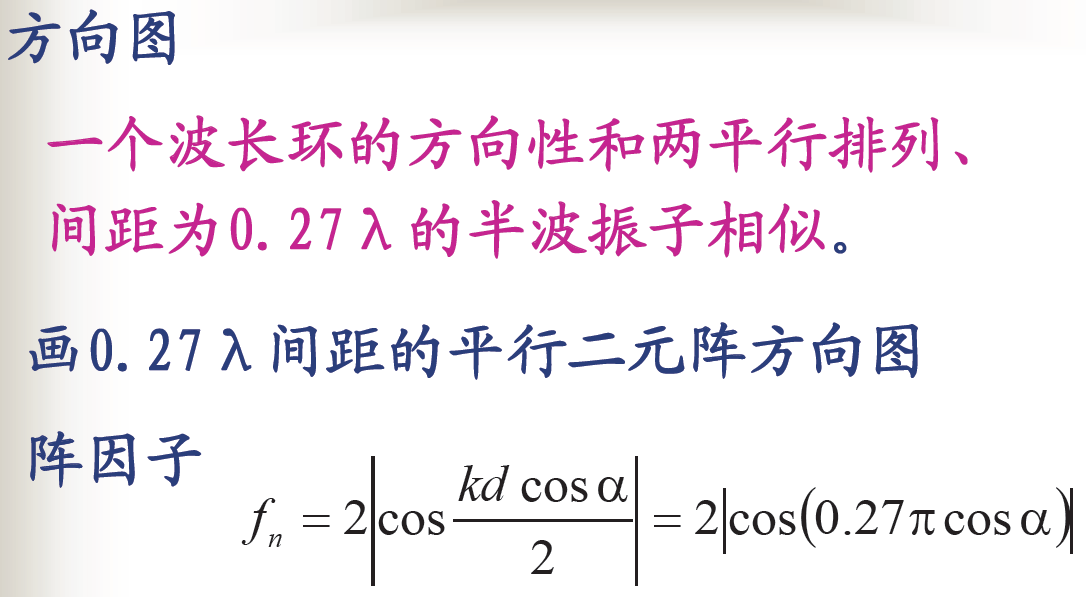 方向图
一个波长环的方向性和两平行排列、
间距为0.27λ的半波振子相似。
画0.27λ间距的平行二元阵方向图
阵因子
fₙ = 2|cos (kd cos α)/2| = 2|cos(0.27π cos α)|